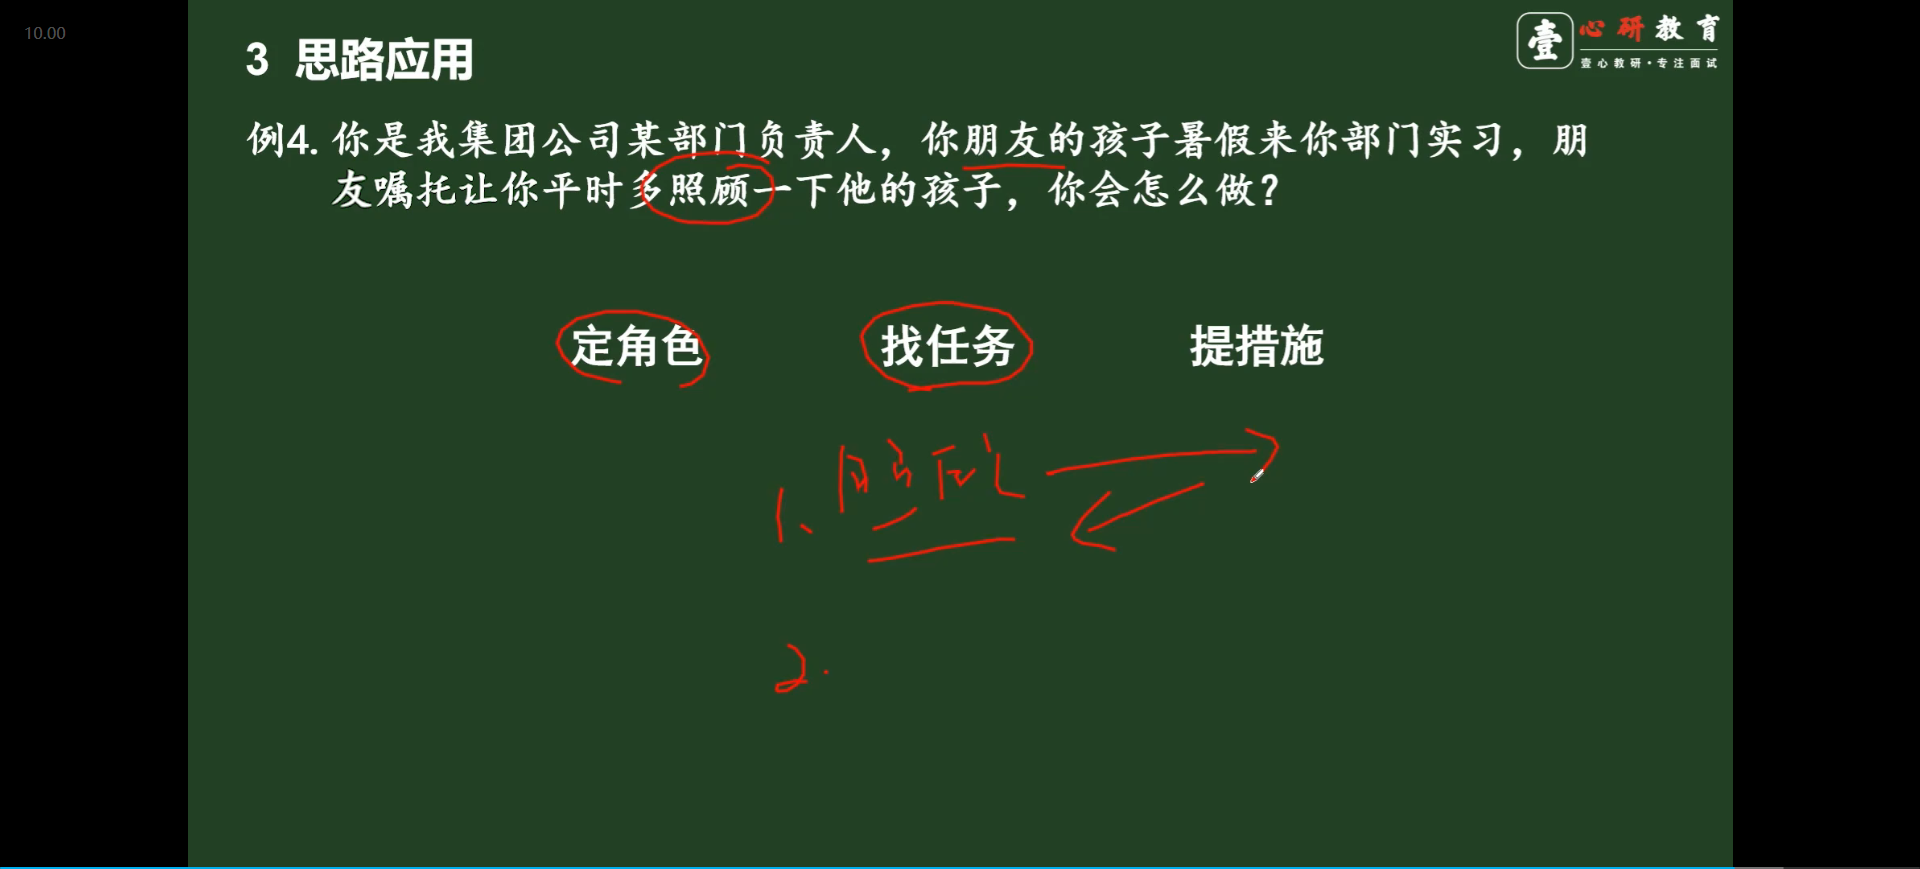 10.00
3 思路应用
壹 心研教育
壹心教研·专注面试
例4. 你是我集团公司某部门负责人，你朋友的孩子暑假来你部门实习，朋
友嘱托让你平时多照顾一下他的孩子，你会怎么做？
定角色 找任务 提措施
1、照顾
2.